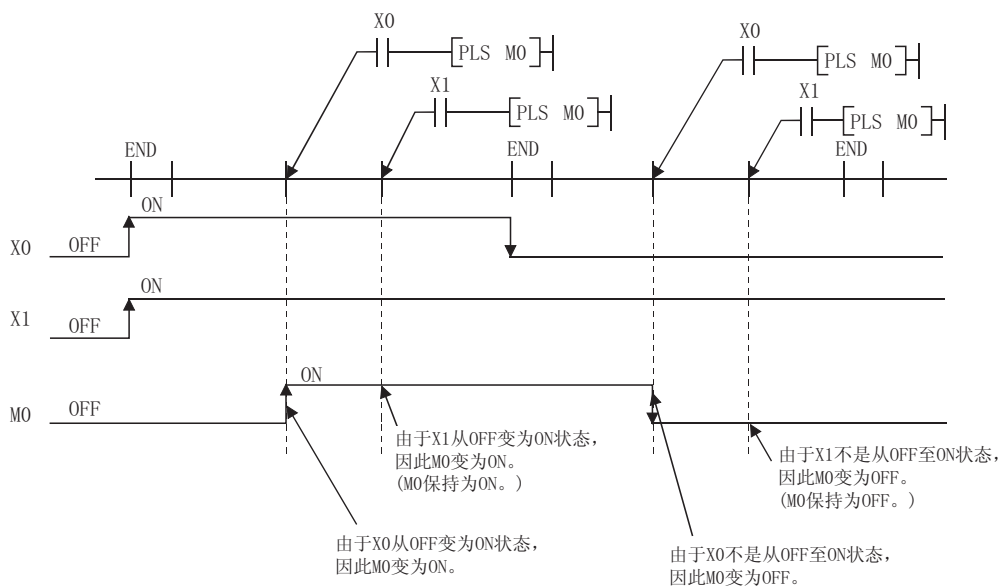 X0
PLS M0
X1
PLS M0
X0
PLS M0
X1
PLS M0
END
END
END
X0
OFF
ON
X1
OFF
ON
M0
OFF
ON
由于X1从OFF变为ON状态，
因此M0变为ON。
(M0保持为ON。)
由于X1不是从OFF至ON状态，
因此M0变为OFF。
(M0保持为OFF。)
由于X0从OFF变为ON状态，
因此M0变为ON。
由于X0不是从OFF至ON状态，
因此M0变为OFF。